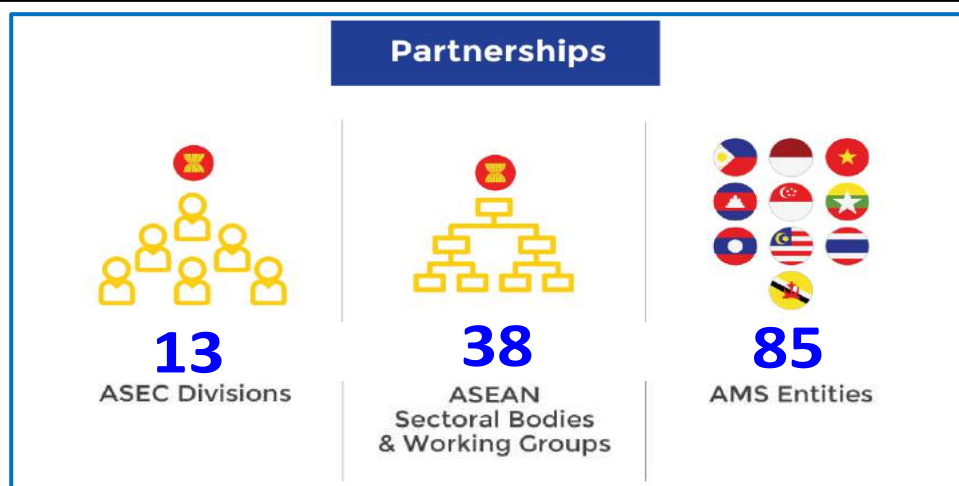 Partnerships
13
ASEC Divisions
38
ASEAN
Sectoral Bodies
& Working Groups
85
AMS Entities